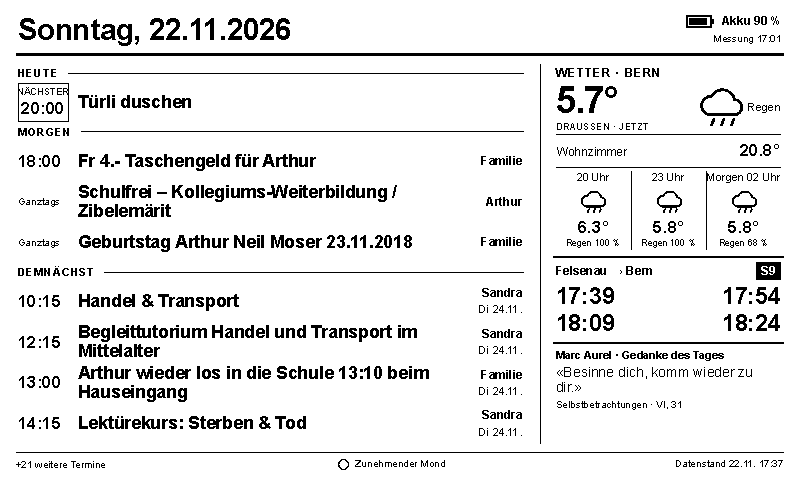 Sonntag, 22.11.2026
Akku 90 %
Messung 17:01
HEUTE
NÄCHSTER
20:00 Türli duschen
MORGEN
18:00 Fr 4.- Taschengeld für Arthur Familie
Ganztags Schulfrei – Kollegiums-Weiterbildung / Zibelemärit Arthur
Ganztags Geburtstag Arthur Neil Moser 23.11.2018 Familie
DEMNÄCHST
10:15 Handel & Transport Sandra
Di 24.11.
12:15 Begleittutorium Handel und Transport im Mittelalter Sandra
Di 24.11.
13:00 Arthur wieder los in die Schule 13:10 beim Hauseingang Familie
Di 24.11.
14:15 Lektürekurs: Sterben & Tod Sandra
Di 24.11.
WETTER · BERN
5.7°
Regen
DRAUSSEN · JETZT
Wohnzimmer 20.8°
20 Uhr 23 Uhr Morgen 02 Uhr
6.3° 5.8° 5.8°
Regen 100 % Regen 100 % Regen 68 %
Felsenau › Bern S9
17:39 17:54
18:09 18:24
Marc Aurel · Gedanke des Tages
«Besinne dich, komm wieder zu
dir.»
Selbstbetrachtungen · VI, 31
+21 weitere Termine
Zunehmender Mond
Datenstand 22.11. 17:37